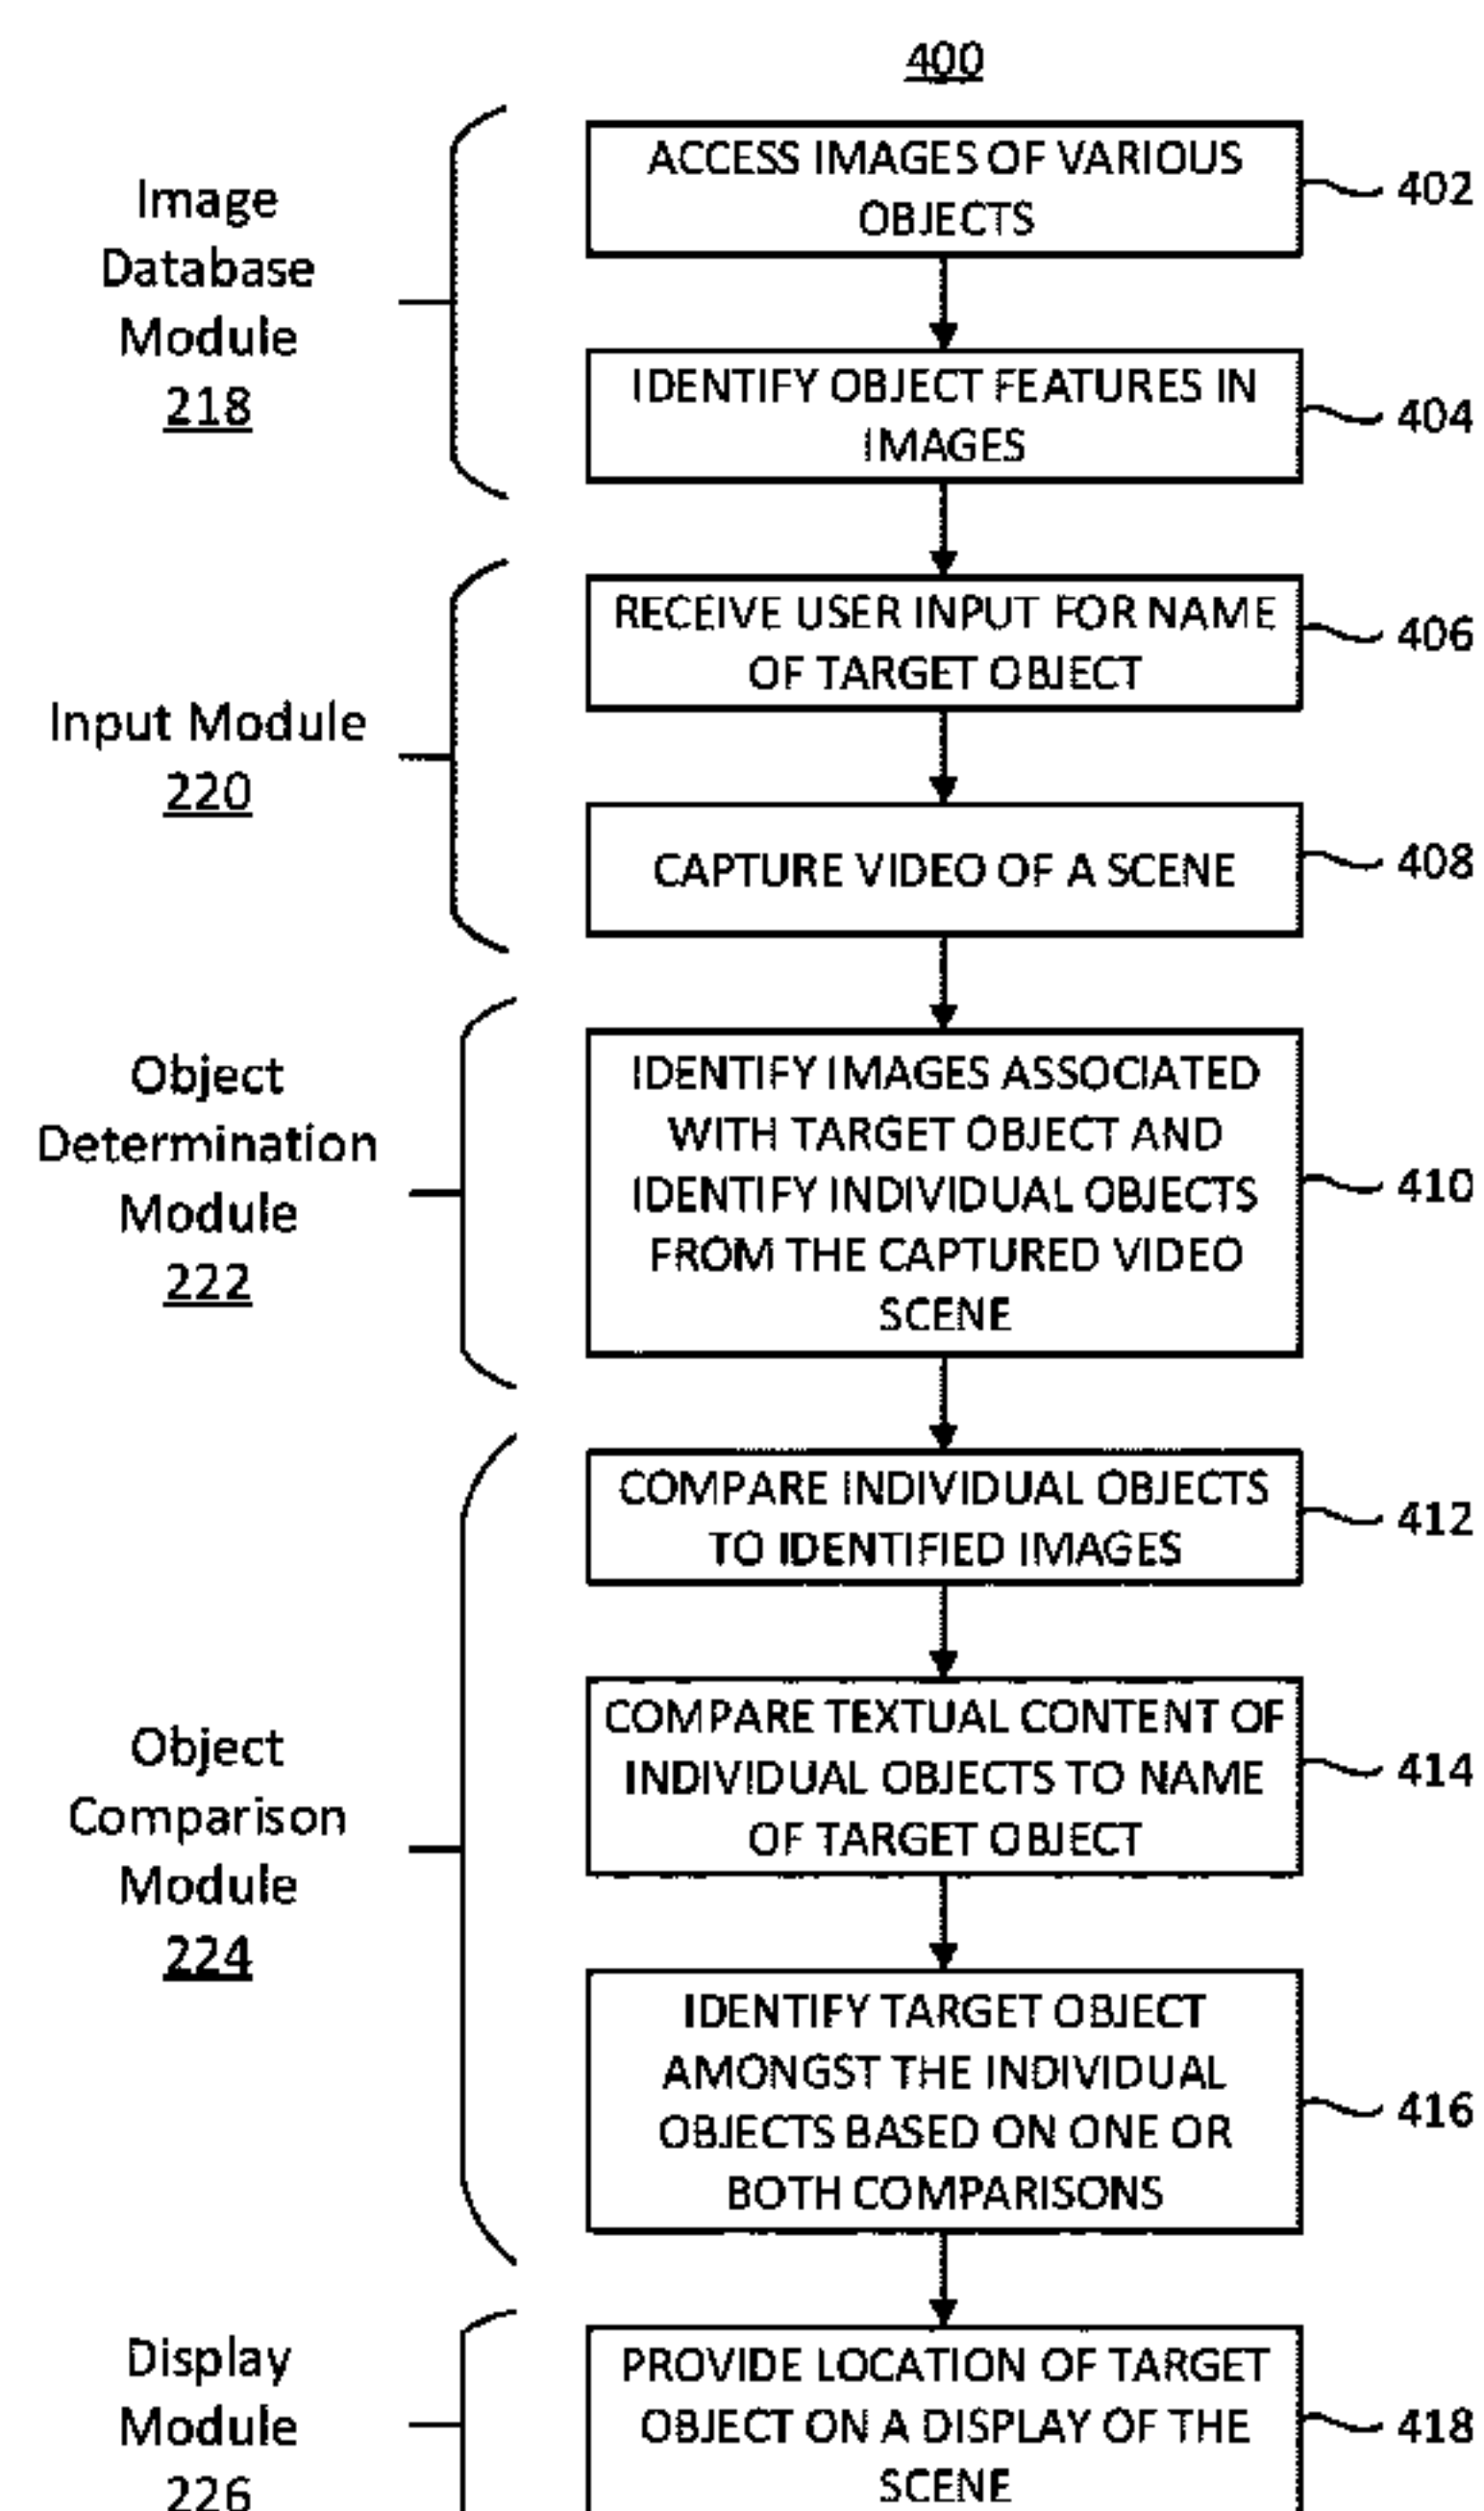 400
Image
Database
Module
218
ACCESS IMAGES OF VARIOUS
OBJECTS
402
IDENTIFY OBJECT FEATURES IN
IMAGES
404
Input Module
220
RECEIVE USER INPUT FOR NAME
OF TARGET OBJECT
406
CAPTURE VIDEO OF A SCENE
408
Object
Determination
Module
222
IDENTIFY IMAGES ASSOCIATED
WITH TARGET OBJECT AND
IDENTIFY INDIVIDUAL OBJECTS
FROM THE CAPTURED VIDEO
SCENE
410
Object
Comparison
Module
224
COMPARE INDIVIDUAL OBJECTS
TO IDENTIFIED IMAGES
412
COMPARE TEXTUAL CONTENT OF
INDIVIDUAL OBJECTS TO NAME
OF TARGET OBJECT
414
IDENTIFY TARGET OBJECT
AMONGST THE INDIVIDUAL
OBJECTS BASED ON ONE OR
BOTH COMPARISONS
416
Display
Module
226
PROVIDE LOCATION OF TARGET
OBJECT ON A DISPLAY OF THE
SCENE
418